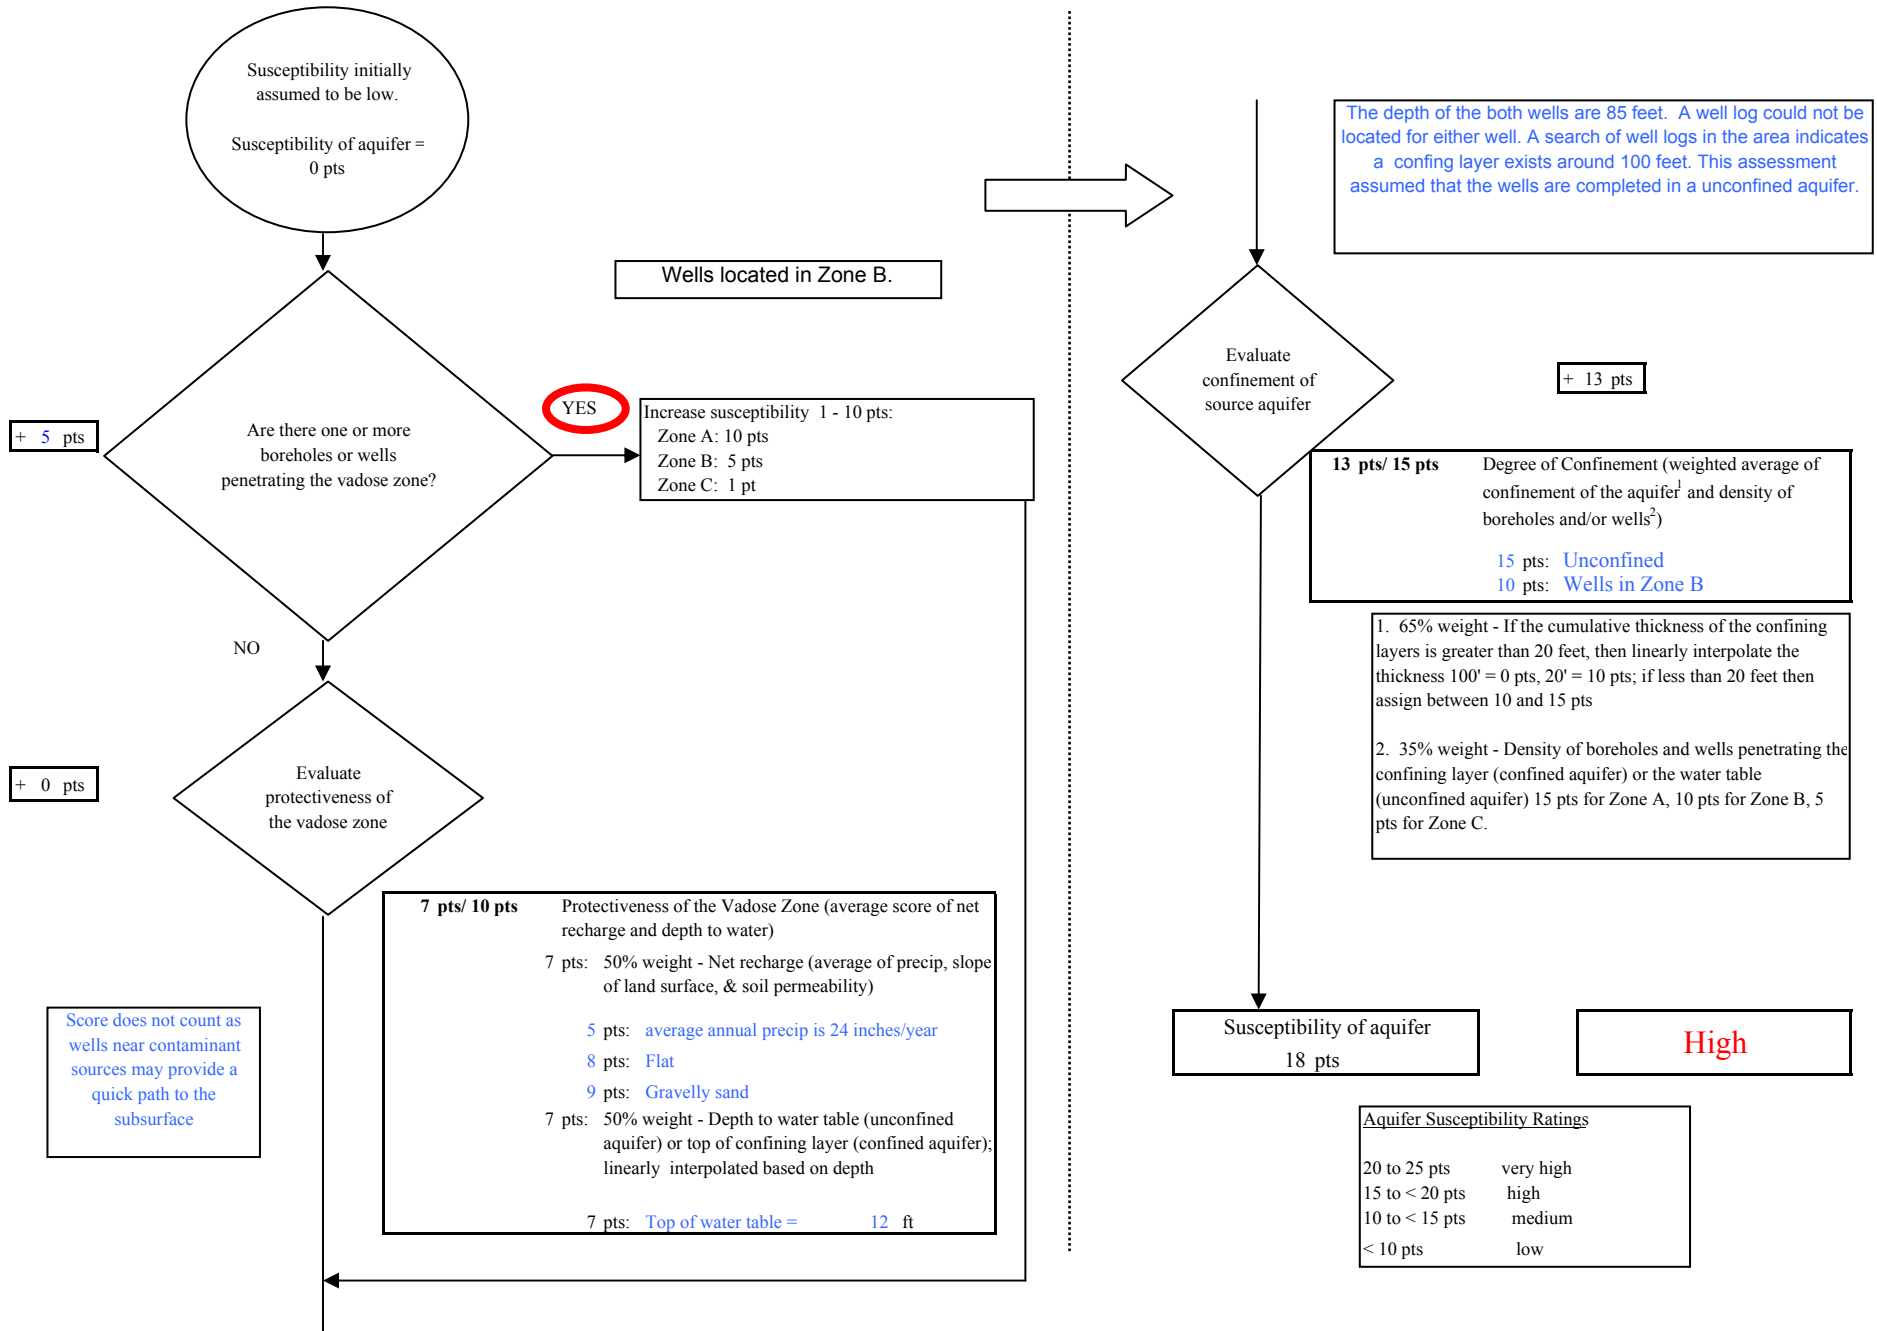 Susceptibility initially
assumed to be low.
Susceptibility of aquifer =
0 pts
Wells located in Zone B.
+ 5 pts
Are there one or more
boreholes or wells
penetrating the vadose zone?
YES
Increase susceptibility 1 - 10 pts:
Zone A: 10 pts
Zone B: 5 pts
Zone C: 1 pt
NO
+ 0 pts
Evaluate
protectiveness of
the vadose zone
Score does not count as
wells near contaminant
sources may provide a
quick path to the
subsurface
7 pts/ 10 pts Protectiveness of the Vadose Zone (average score of net
recharge and depth to water)
7 pts: 50% weight - Net recharge (average of precip, slope
of land surface, & soil permeability)
5 pts: average annual precip is 24 inches/year
8 pts: Flat
9 pts: Gravelly sand
7 pts: 50% weight - Depth to water table (unconfined
aquifer) or top of confining layer (confined aquifer);
linearly interpolated based on depth
7 pts: Top of water table = 12 ft
The depth of the both wells are 85 feet. A well log could not be
located for either well. A search of well logs in the area indicates
a confing layer exists around 100 feet. This assessment
assumed that the wells are completed in a unconfined aquifer.
Evaluate
confinement of
source aquifer
+ 13 pts
13 pts/ 15 pts Degree of Confinement (weighted average of
confinement of the aquifer1 and density of
boreholes and/or wells2)
15 pts: Unconfined
10 pts: Wells in Zone B
1. 65% weight - If the cumulative thickness of the confining
layers is greater than 20 feet, then linearly interpolate the
thickness 100' = 0 pts, 20' = 10 pts; if less than 20 feet then
assign between 10 and 15 pts
2. 35% weight - Density of boreholes and wells penetrating the
confining layer (confined aquifer) or the water table
(unconfined aquifer) 15 pts for Zone A, 10 pts for Zone B, 5
pts for Zone C.
Susceptibility of aquifer
18 pts
High
Aquifer Susceptibility Ratings
20 to 25 pts very high
15 to < 20 pts high
10 to < 15 pts medium
< 10 pts low